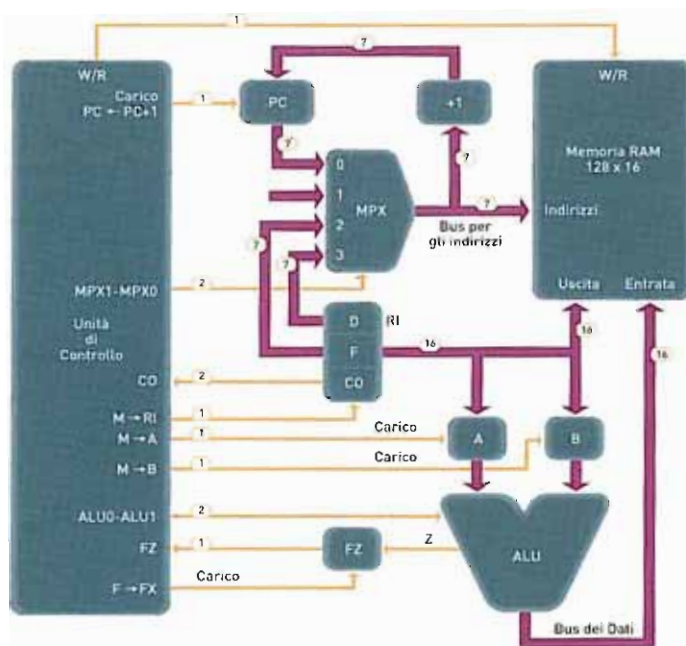 1
W/R
Carico
PC ← PC+1
1
PC
7
+1
W/R
Memoria RAM
128 x 16
7
0
1
2
3
MPX
7
7
Indirizzi
Bus per
gli indirizzi
7
7
MPX1-MPX0
2
Uscita
Entrata
Unità
di
Controllo
D
RI
F
16
16
16
CO
2
CO
M→RI
1
M→A
1
Carico
A
B
M→B
1
Carico
ALU0-ALU1
2
FZ
1
FZ
Z
ALU
F→FX
Carico
Bus dei Dati